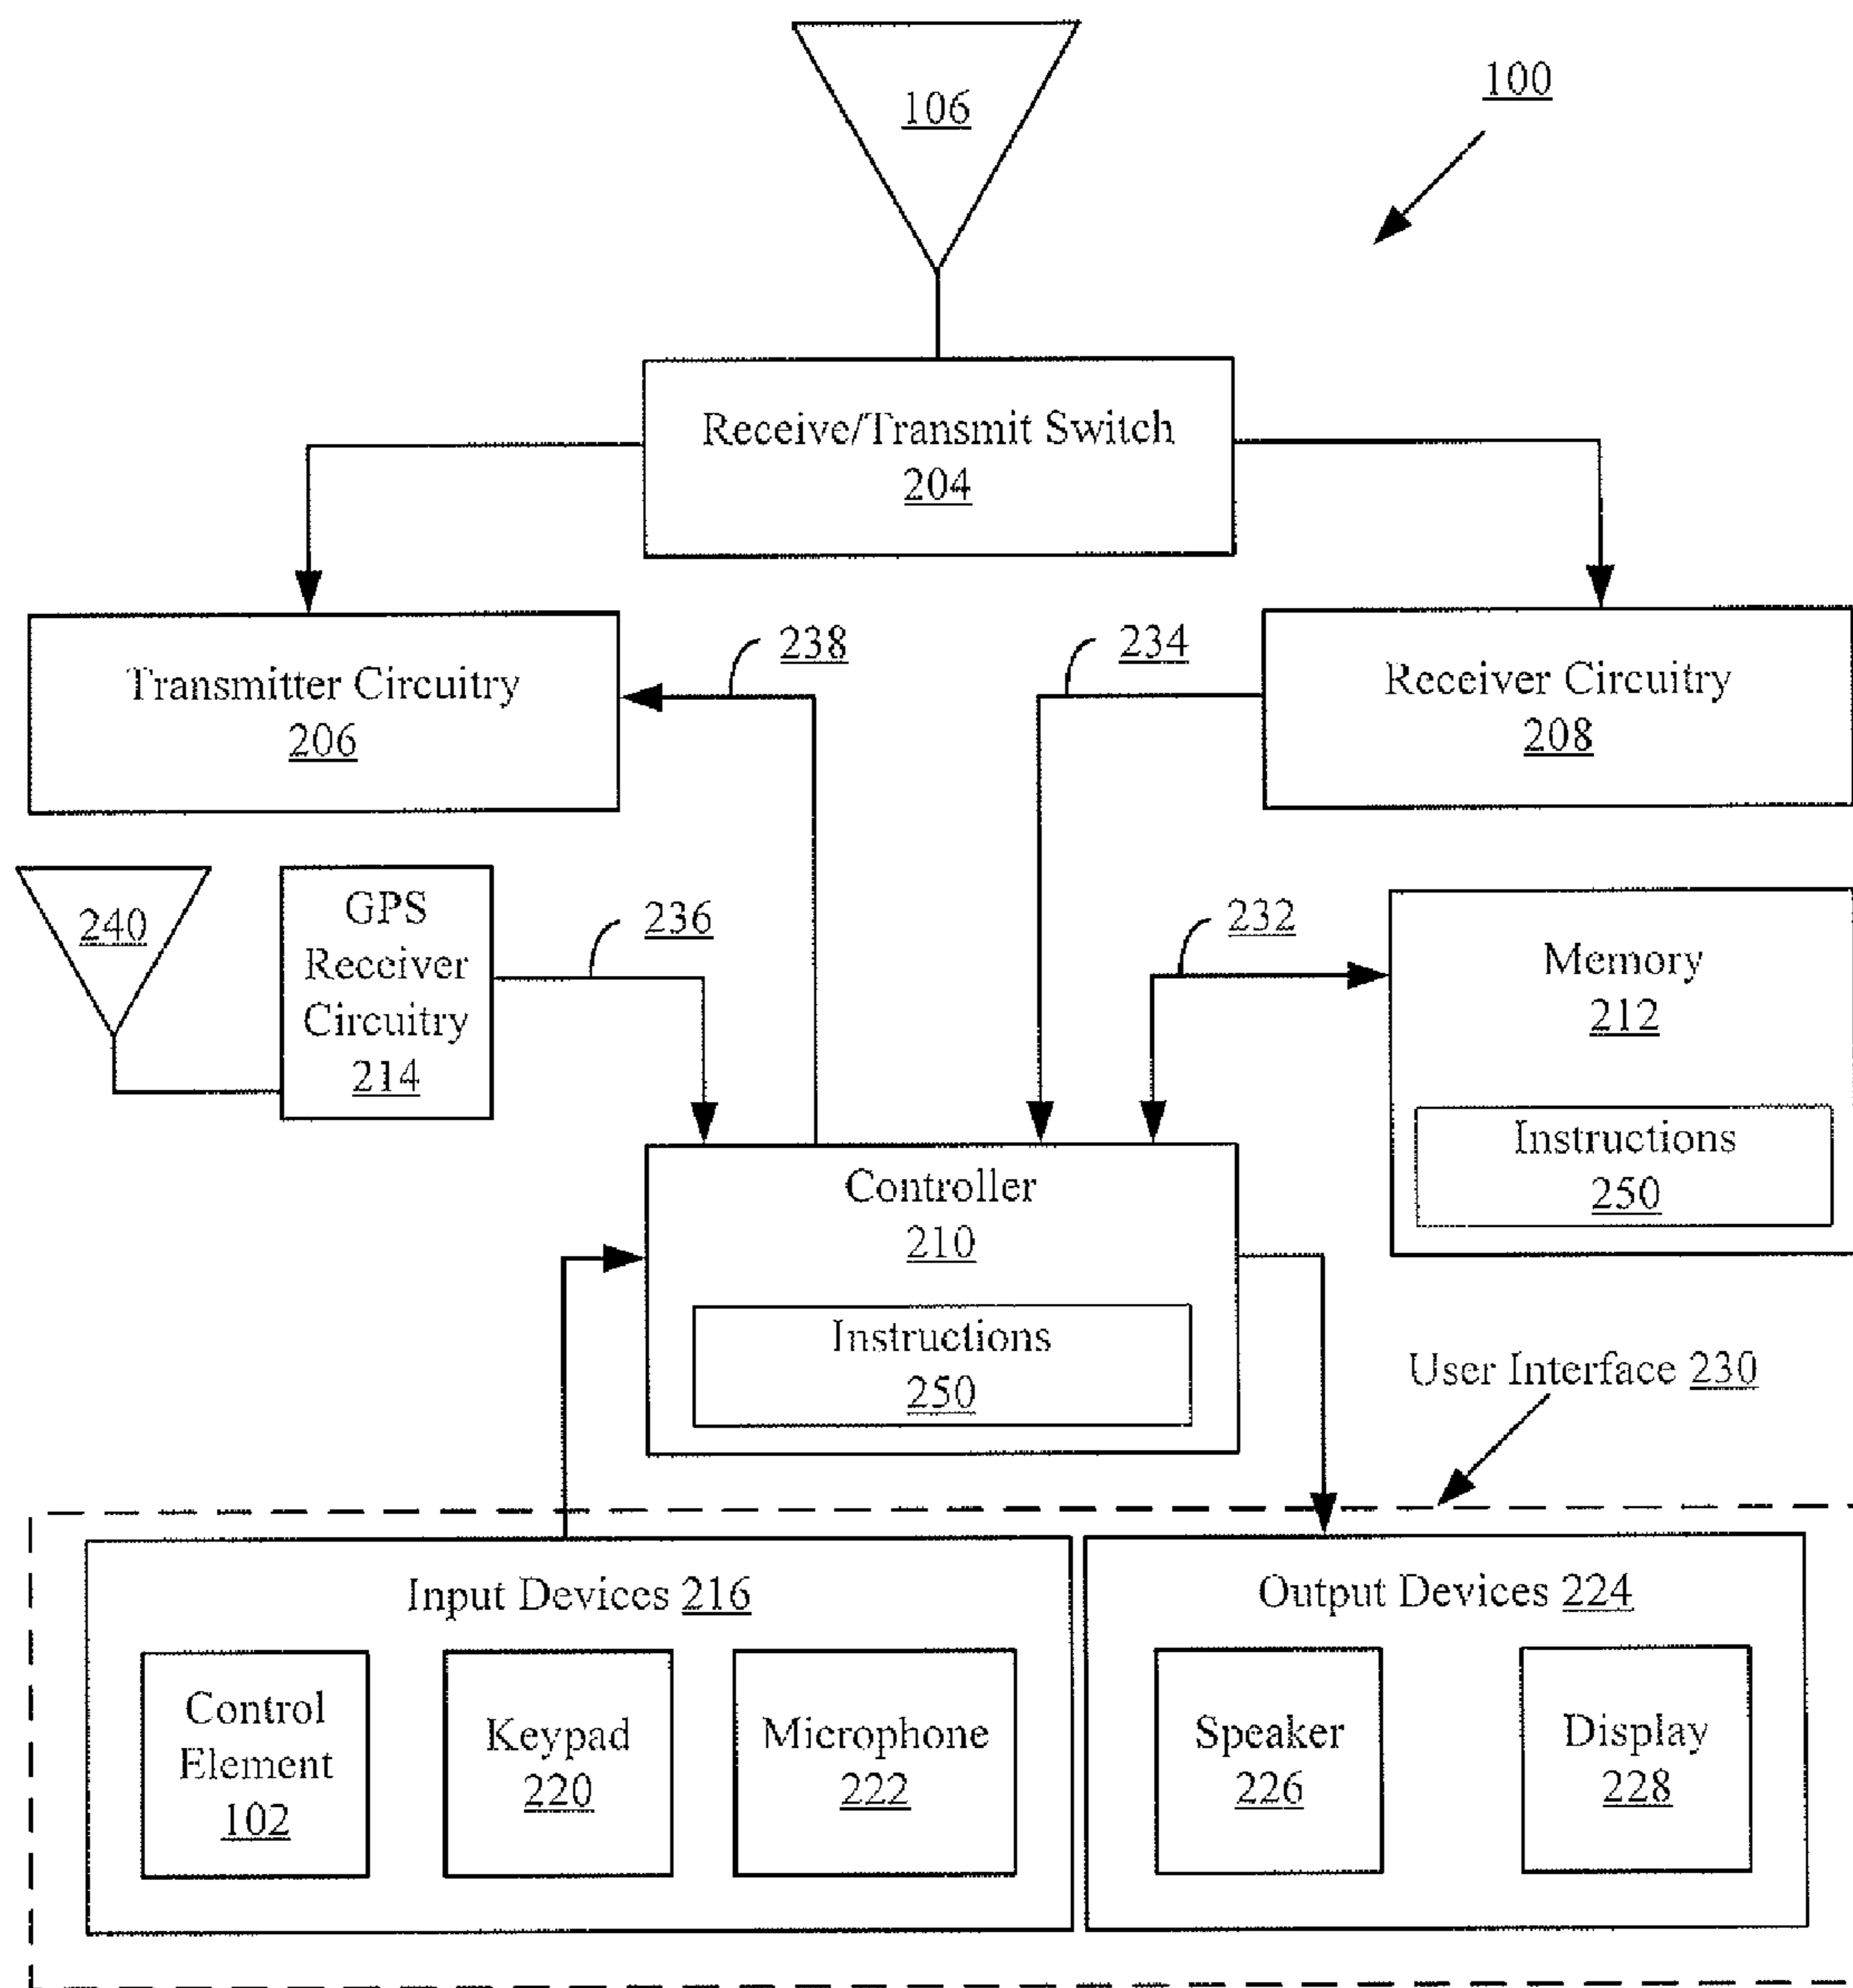 106
100
Receive/Transmit Switch
204
238
234
Transmitter Circuitry
206
Receiver Circuitry
208
240
GPS
Receiver
Circuitry
214
236
232
Memory
212
Instructions
250
Controller
210
Instructions
250
User Interface 230
Input Devices 216
Control
Element
102
Keypad
220
Microphone
222
Output Devices 224
Speaker
226
Display
228